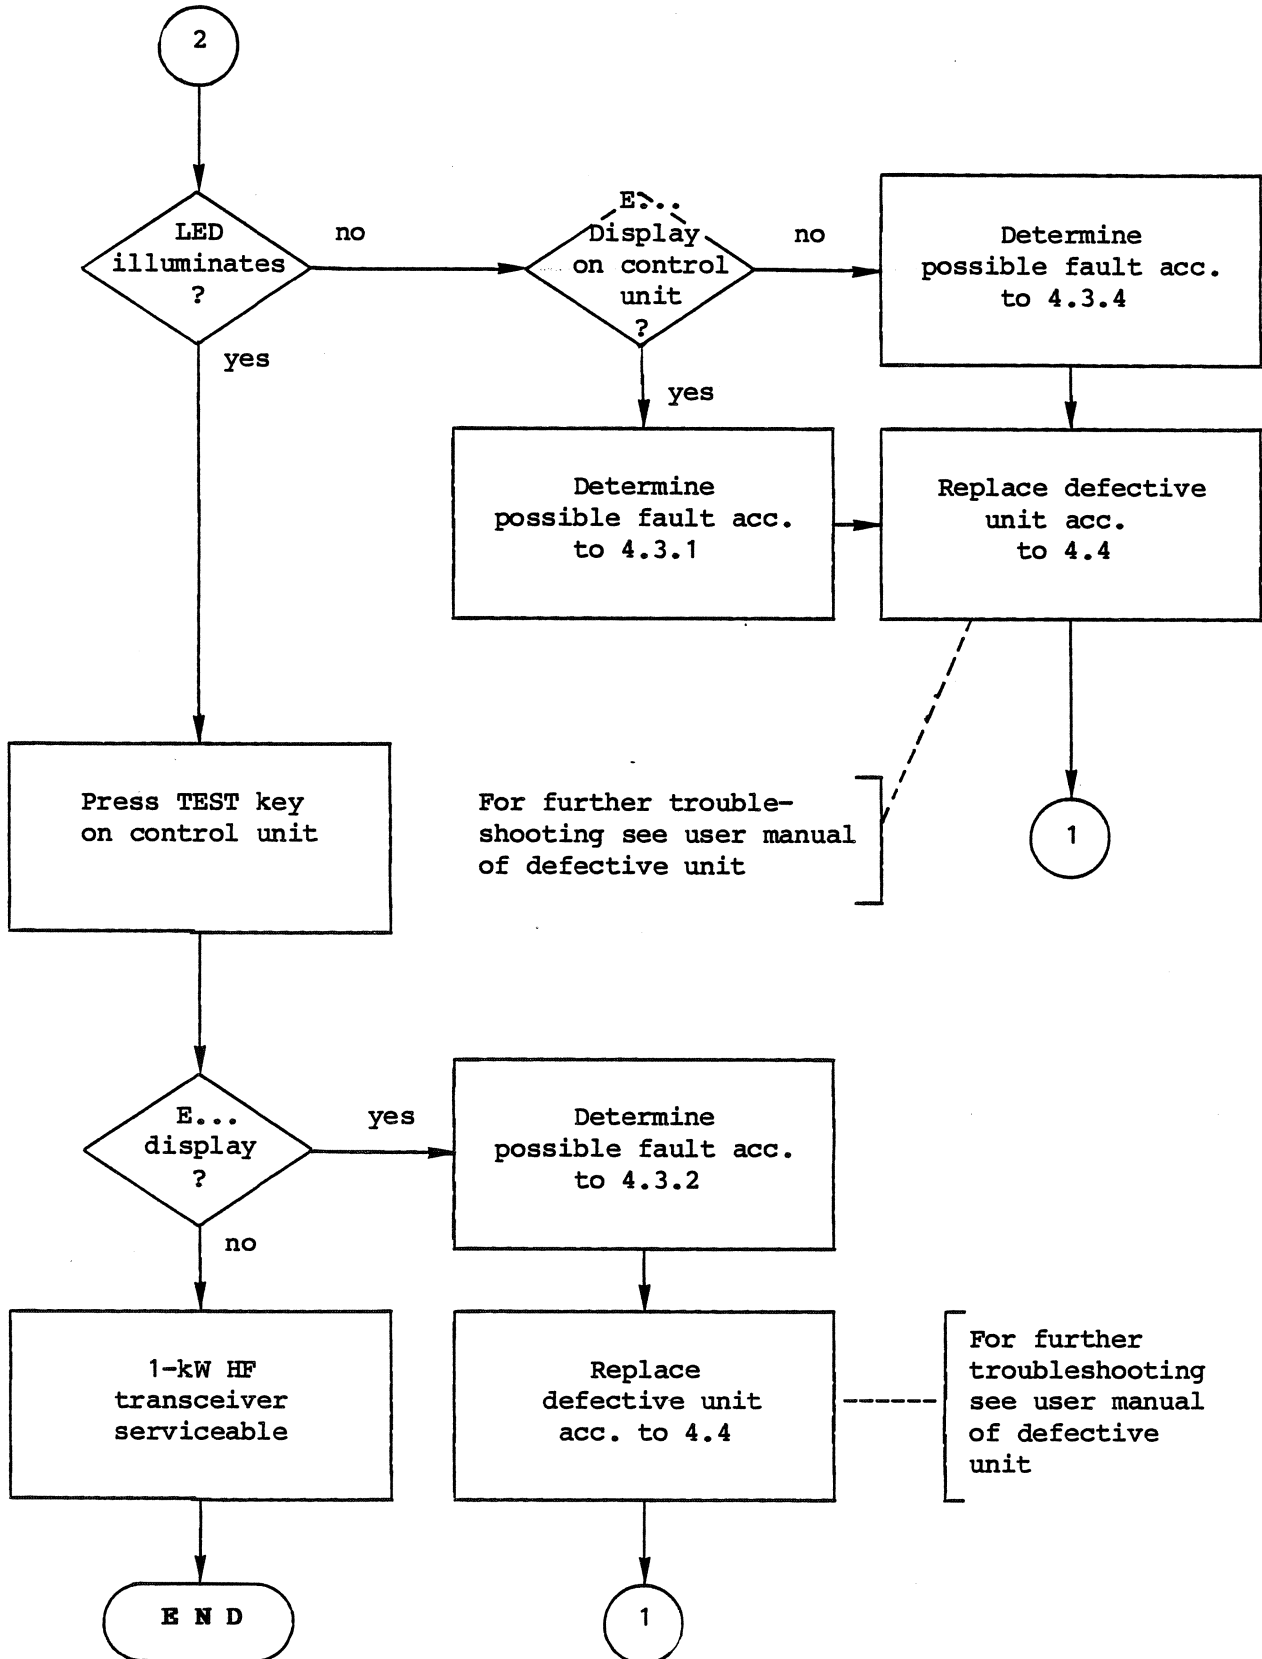 2
LED
illuminates
?
no
yes
E...
Display
on control
unit
?
no
yes
Determine
possible fault acc.
to 4.3.4
Determine
possible fault acc.
to 4.3.1
Replace defective
unit acc.
to 4.4
For further trouble-
shooting see user manual
of defective unit
1
Press TEST key
on control unit
E...
display
?
yes
no
Determine
possible fault acc.
to 4.3.2
1-kW HF
transceiver
serviceable
Replace
defective unit
acc. to 4.4
For further
troubleshooting
see user manual
of defective
unit
E N D
1